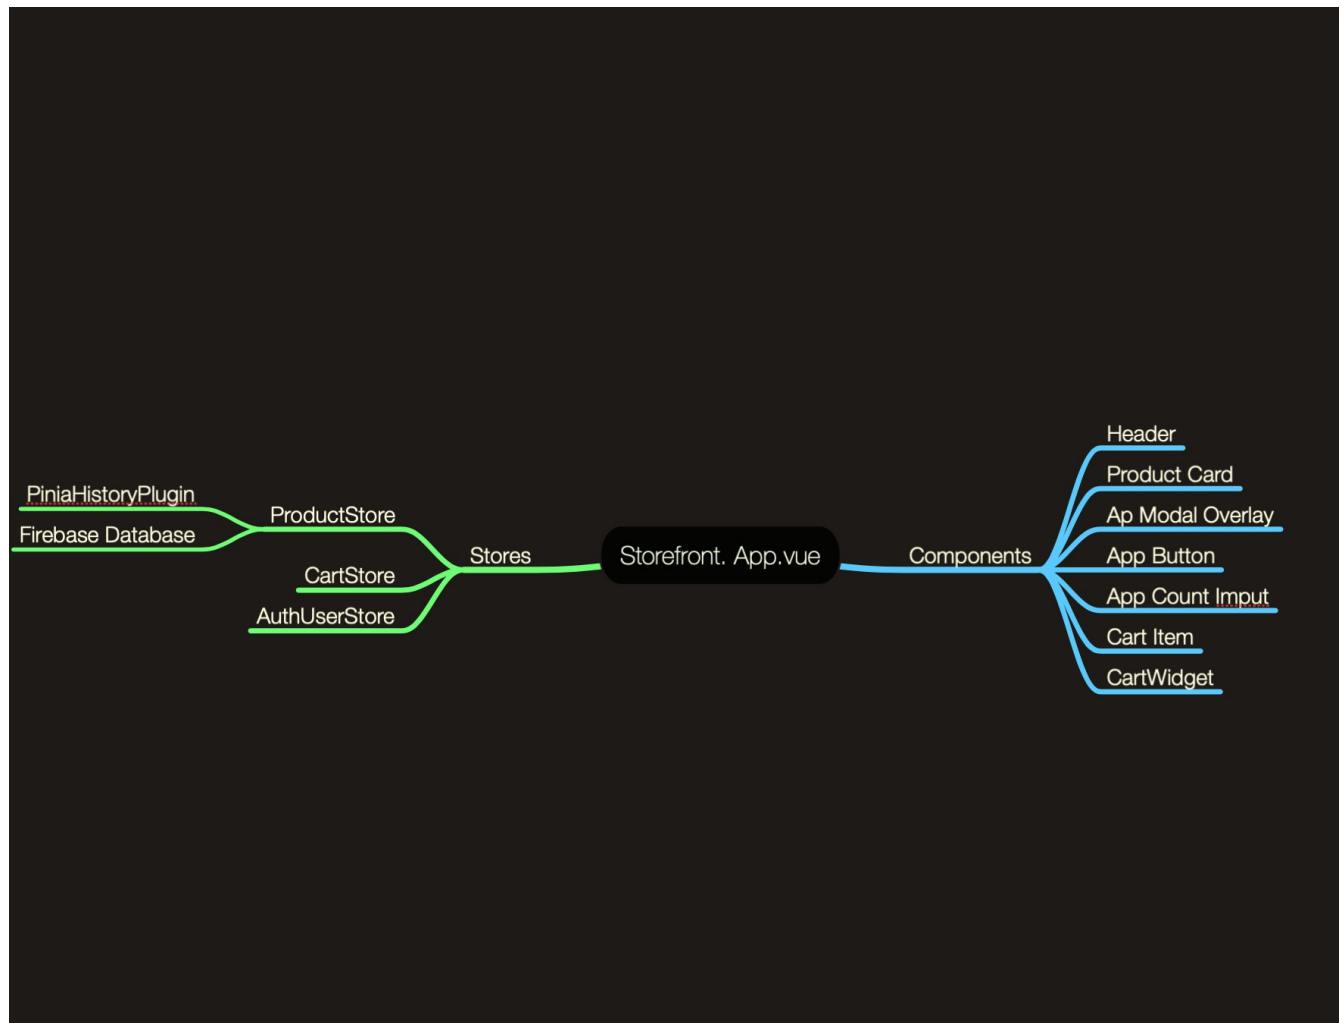 Storefront. App.vue
Stores
ProductStore
PiniaHistoryPlugin
Firebase Database
CartStore
AuthUserStore
Components
Header
Product Card
Ap Modal Overlay
App Button
App Count Imput
Cart Item
CartWidget